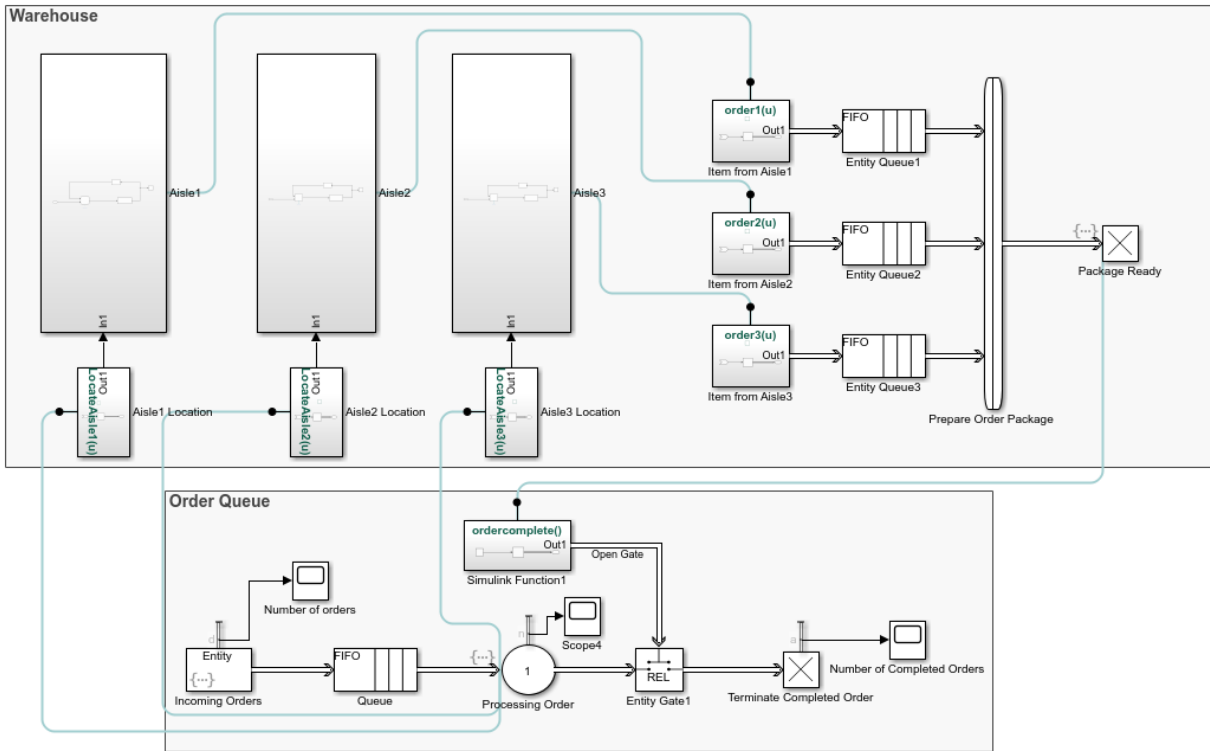 Warehouse
Aisle1
Aisle2
Aisle3
In1
In1
In1
order1(u)
Out1
Item from Aisle1
FIFO
Entity Queue1
order2(u)
Out1
Item from Aisle2
FIFO
Entity Queue2
order3(u)
Out1
Item from Aisle3
FIFO
Entity Queue3
Prepare Order Package
{...}
Package Ready
Out1
LocateAisle1(u)
Aisle1 Location
Out1
LocateAisle2(u)
Aisle2 Location
Out1
LocateAisle3(u)
Aisle3 Location
Order Queue
ordercomplete()
Out1
Simulink Function1
Open Gate
Number of orders
d
Entity
{...}
Incoming Orders
FIFO
Queue
{...}
n
Scope4
1
Processing Order
REL
Entity Gate1
a
Number of Completed Orders
Terminate Completed Order